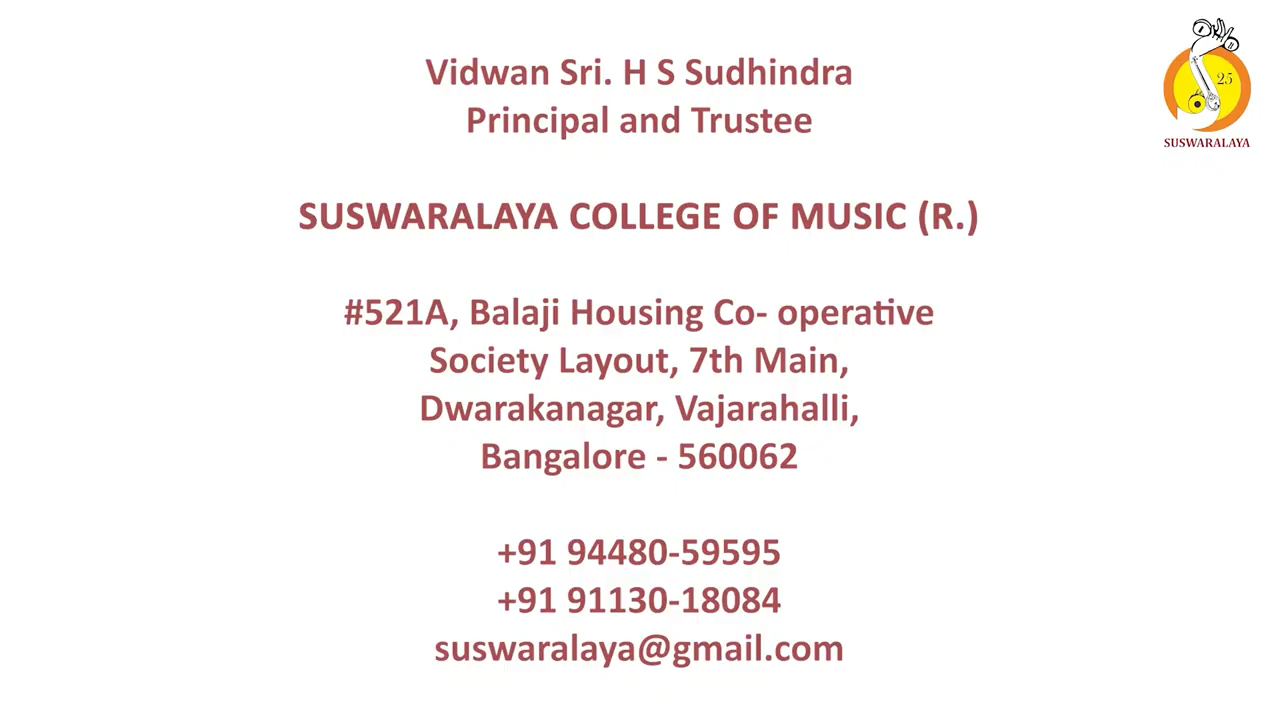 Vidwan Sri. H S Sudhindra
Principal and Trustee
SUSWARALAYA COLLEGE OF MUSIC (R.)
#521A, Balaji Housing Co- operative
Society Layout, 7th Main,
Dwarakanagar, Vajarahalli,
Bangalore - 560062
+91 94480-59595
+91 91130-18084
suswaralaya@gmail.com
25
SUSWARALAYA